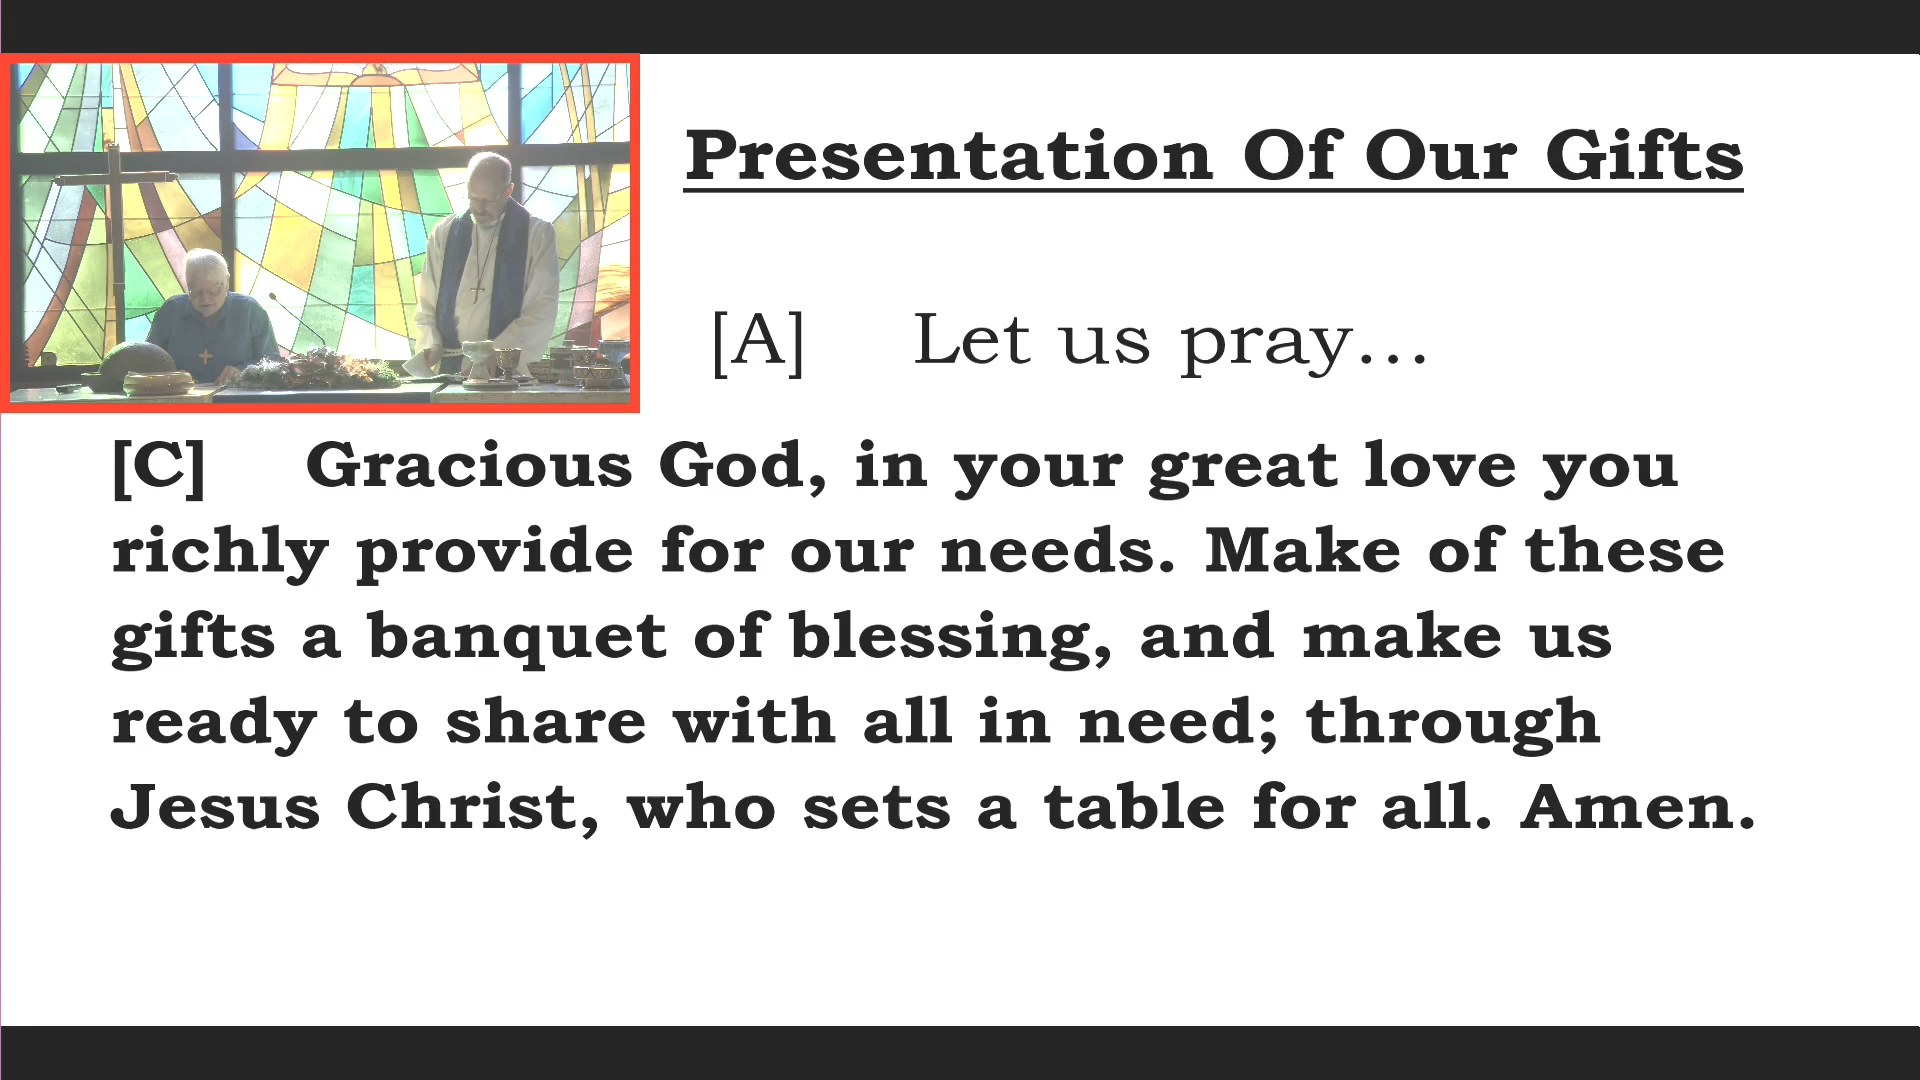 Presentation Of Our Gifts
[A] Let us pray…
[C] Gracious God, in your great love you
richly provide for our needs. Make of these
gifts a banquet of blessing, and make us
ready to share with all in need; through
Jesus Christ, who sets a table for all. Amen.